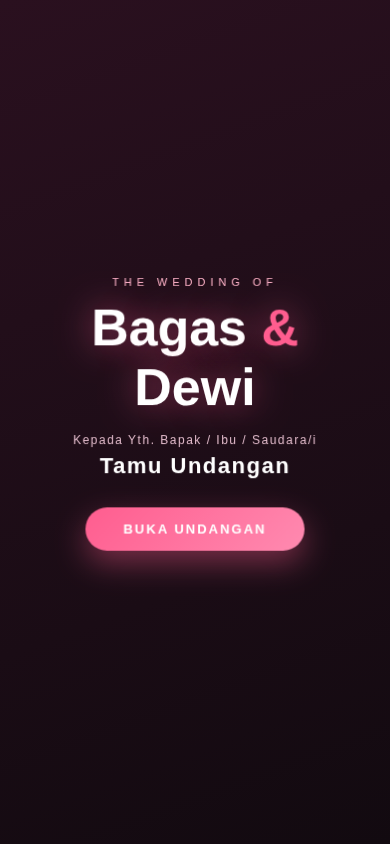 THE WEDDING OF
Bagas &
Dewi
Kepada Yth. Bapak / Ibu / Saudara/i
Tamu Undangan
BUKA UNDANGAN